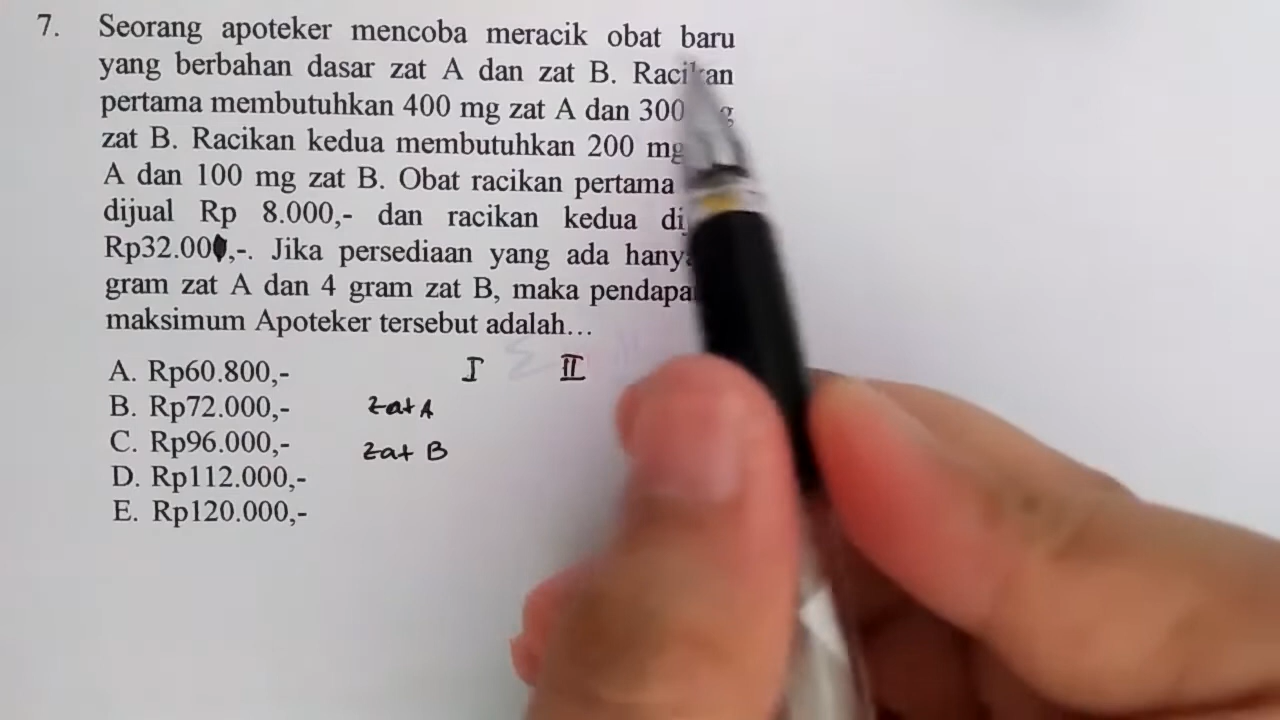 7. Seorang apoteker mencoba meracik obat baru
yang berbahan dasar zat A dan zat B. Racikan
pertama membutuhkan 400 mg zat A dan 300
zat B. Racikan kedua membutuhkan 200 mg
A dan 100 mg zat B. Obat racikan pertama
dijual Rp 8.000,- dan racikan kedua
Rp32.000,-. Jika persediaan yang ada
gram zat A dan 4 gram zat B, maka
maksimum Apoteker tersebut adalah...
A. Rp60.800,-
B. Rp72.000,-
C. Rp96.000,-
D. Rp112.000,-
E. Rp120.000,-
I II
zat A
zat B